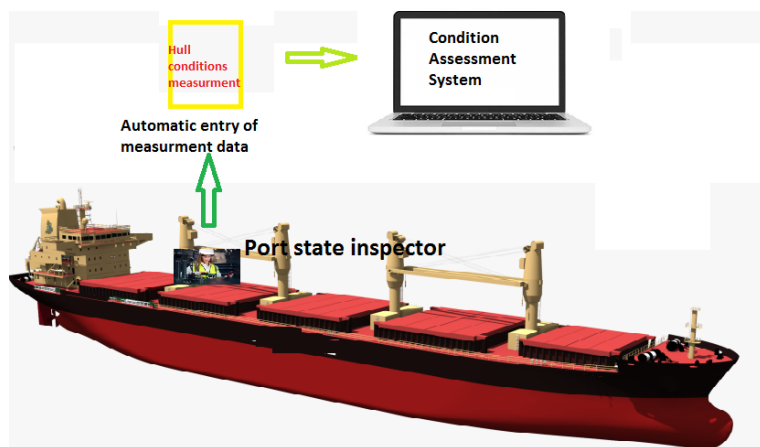 Hull
conditions
measurment
Condition
Assessment
System
Automatic entry of
measurment data
Port state inspector